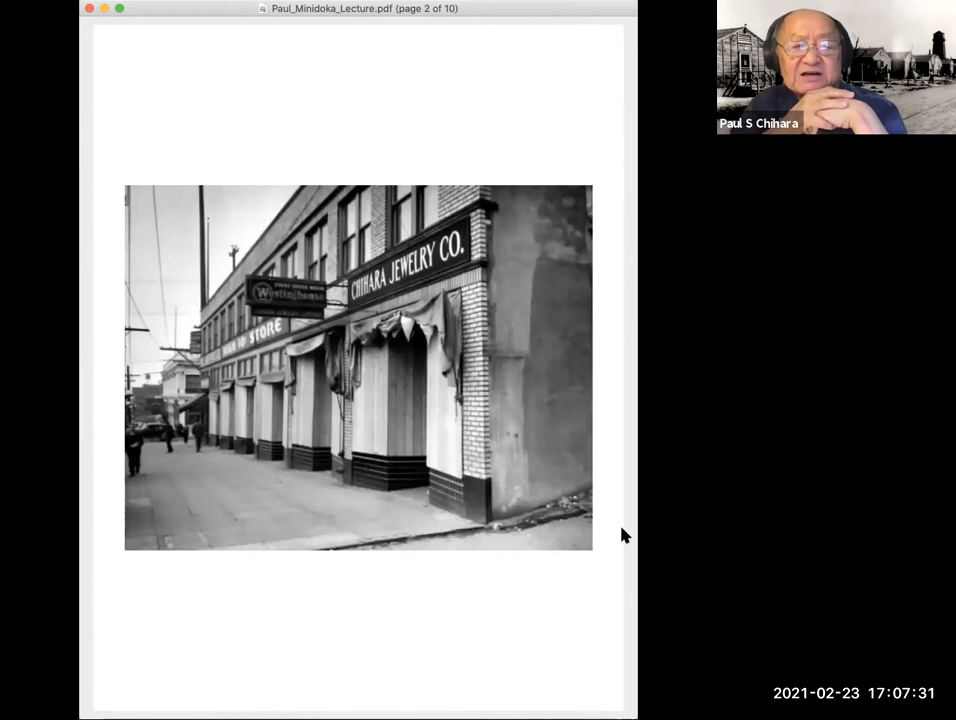 Paul_Minidoka_Lecture.pdf (page 2 of 10)
Paul S Chihara
CHIHARA JEWELRY CO.
Westinghouse
STORE
2021-02-23 17:07:31